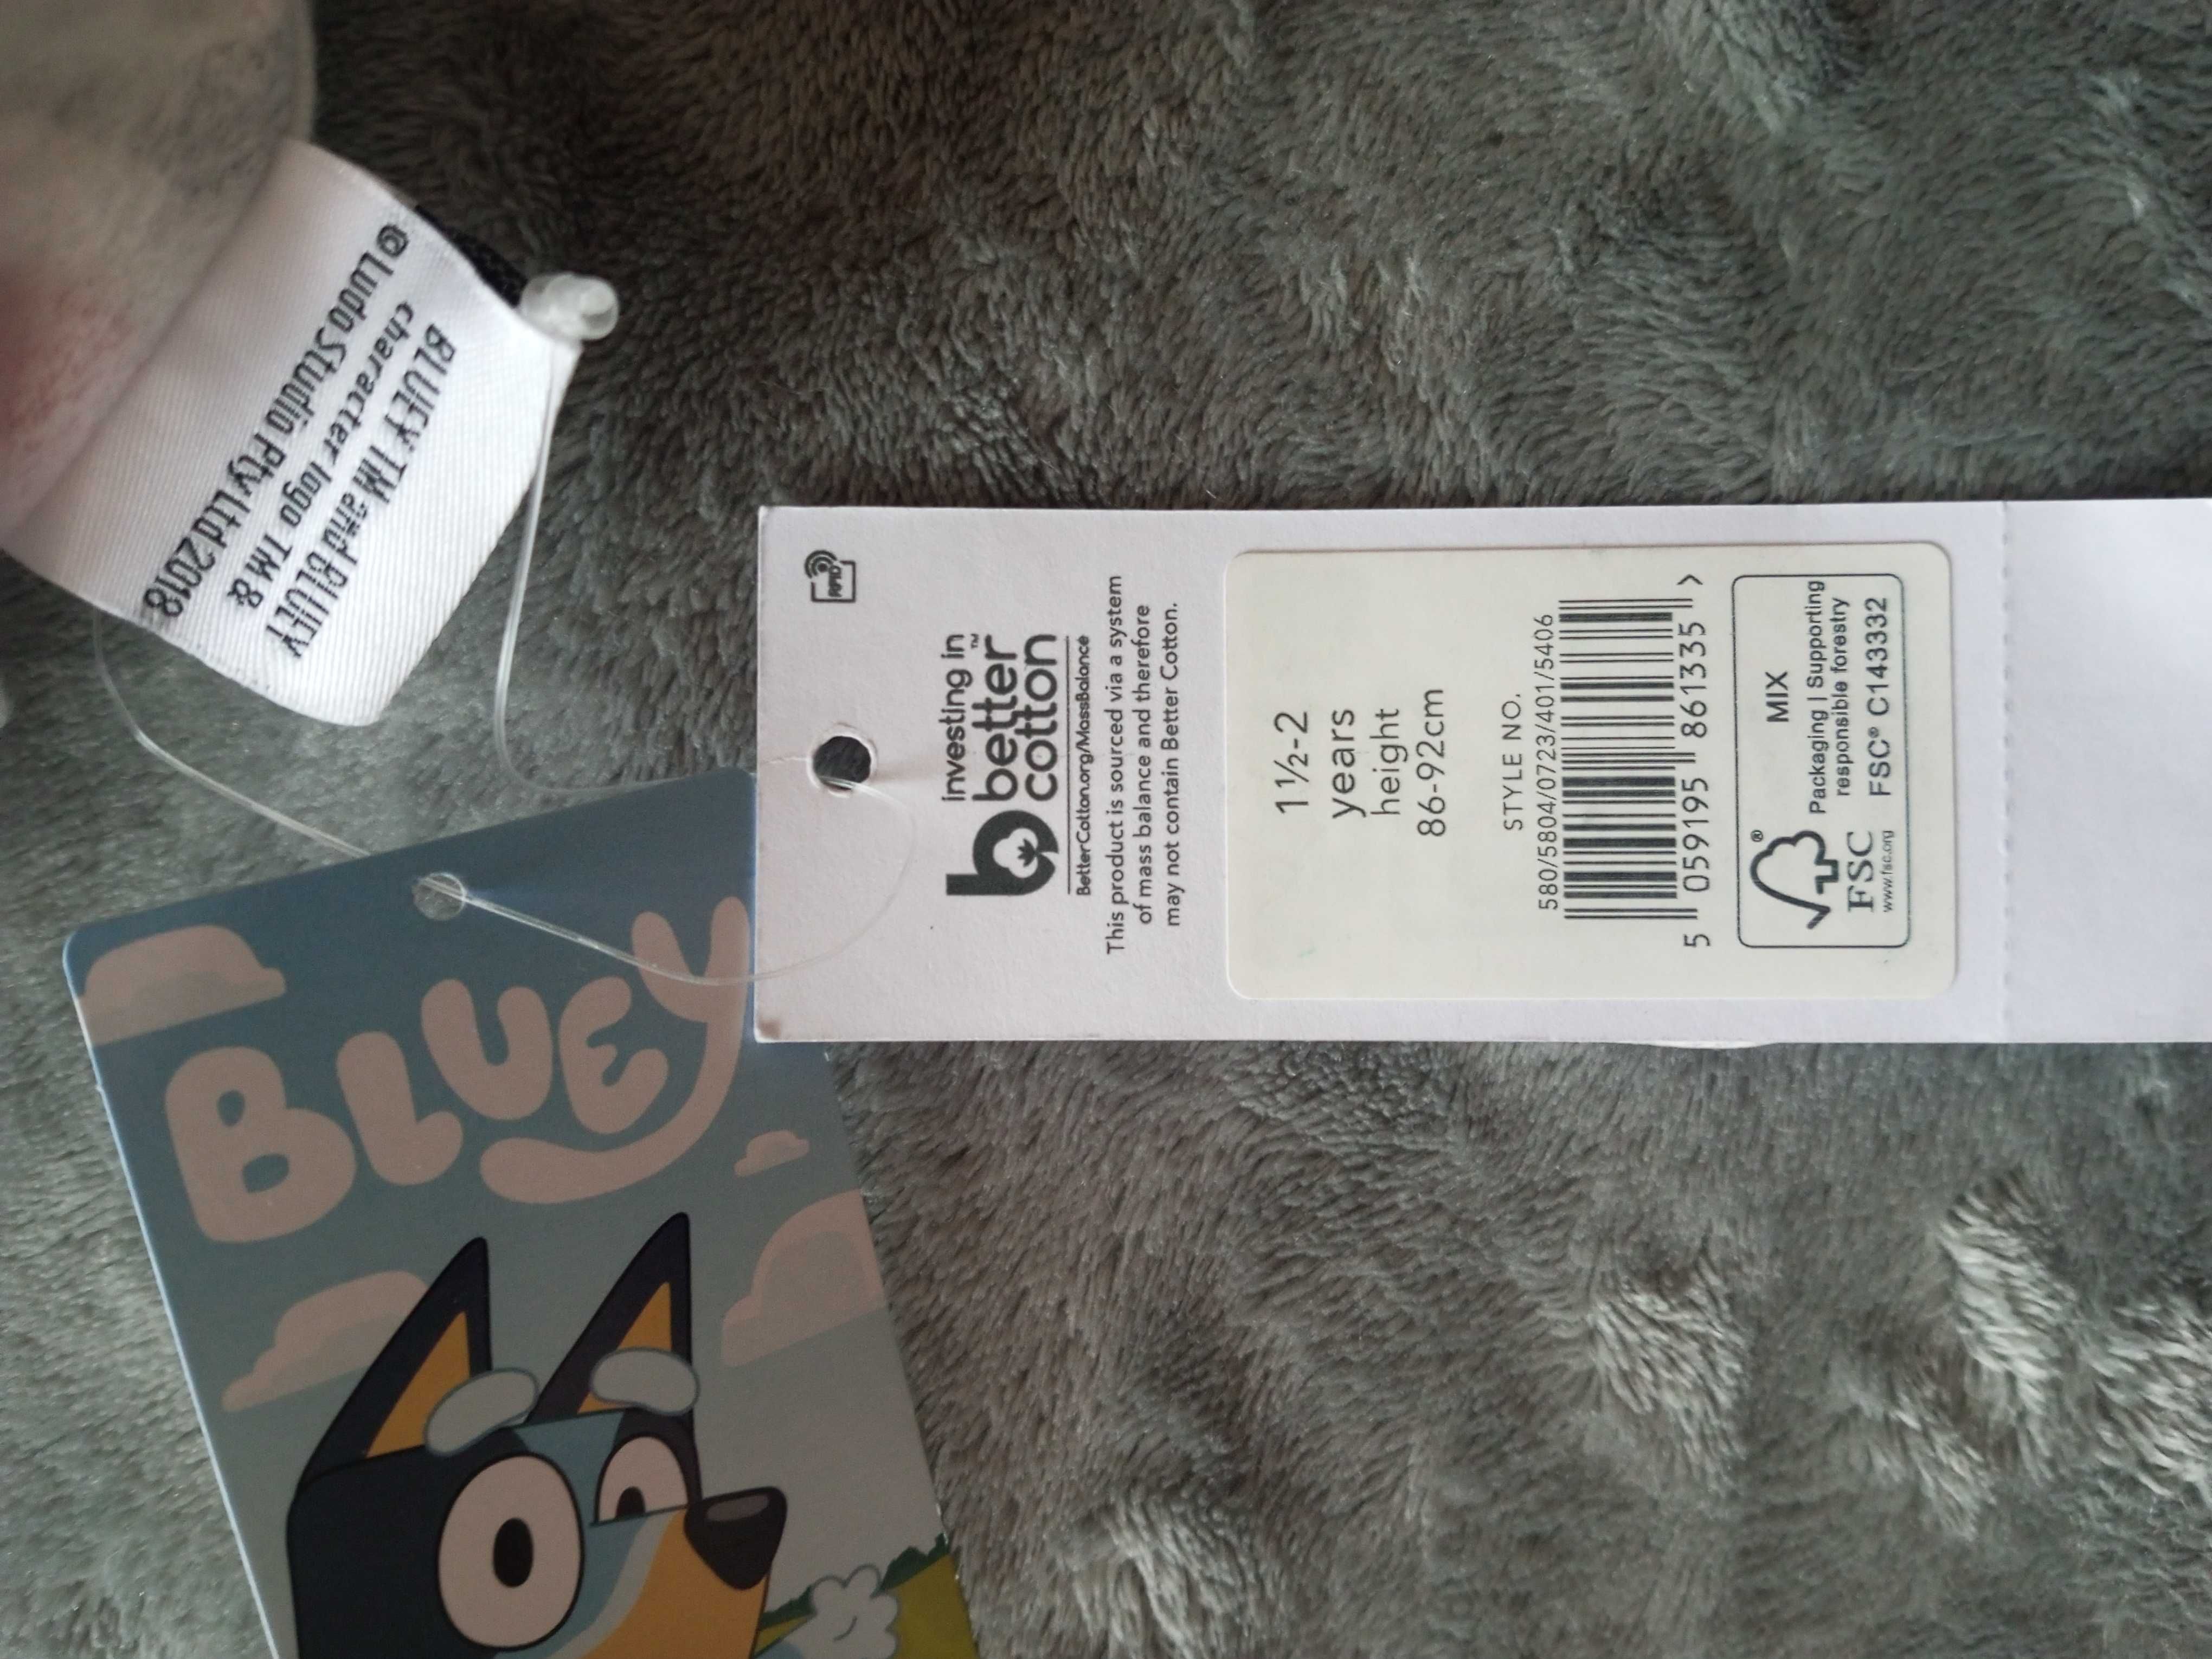 BLUEY TM and BLUEY
character logo TM &
© Ludo Studio Pty Ltd 2018
BLUEY
RFID
investing in
better
cotton™
BetterCotton.org/MassBalance
This product is sourced via a system
of mass balance and therefore
may not contain Better Cotton.
1½-2
years
height
86-92cm
STYLE NO.
580/5804/0723/401/5406
5 059195 861335 >
MIX
Packaging | Supporting
responsible forestry
FSC® C143332
®
FSC
www.fsc.org